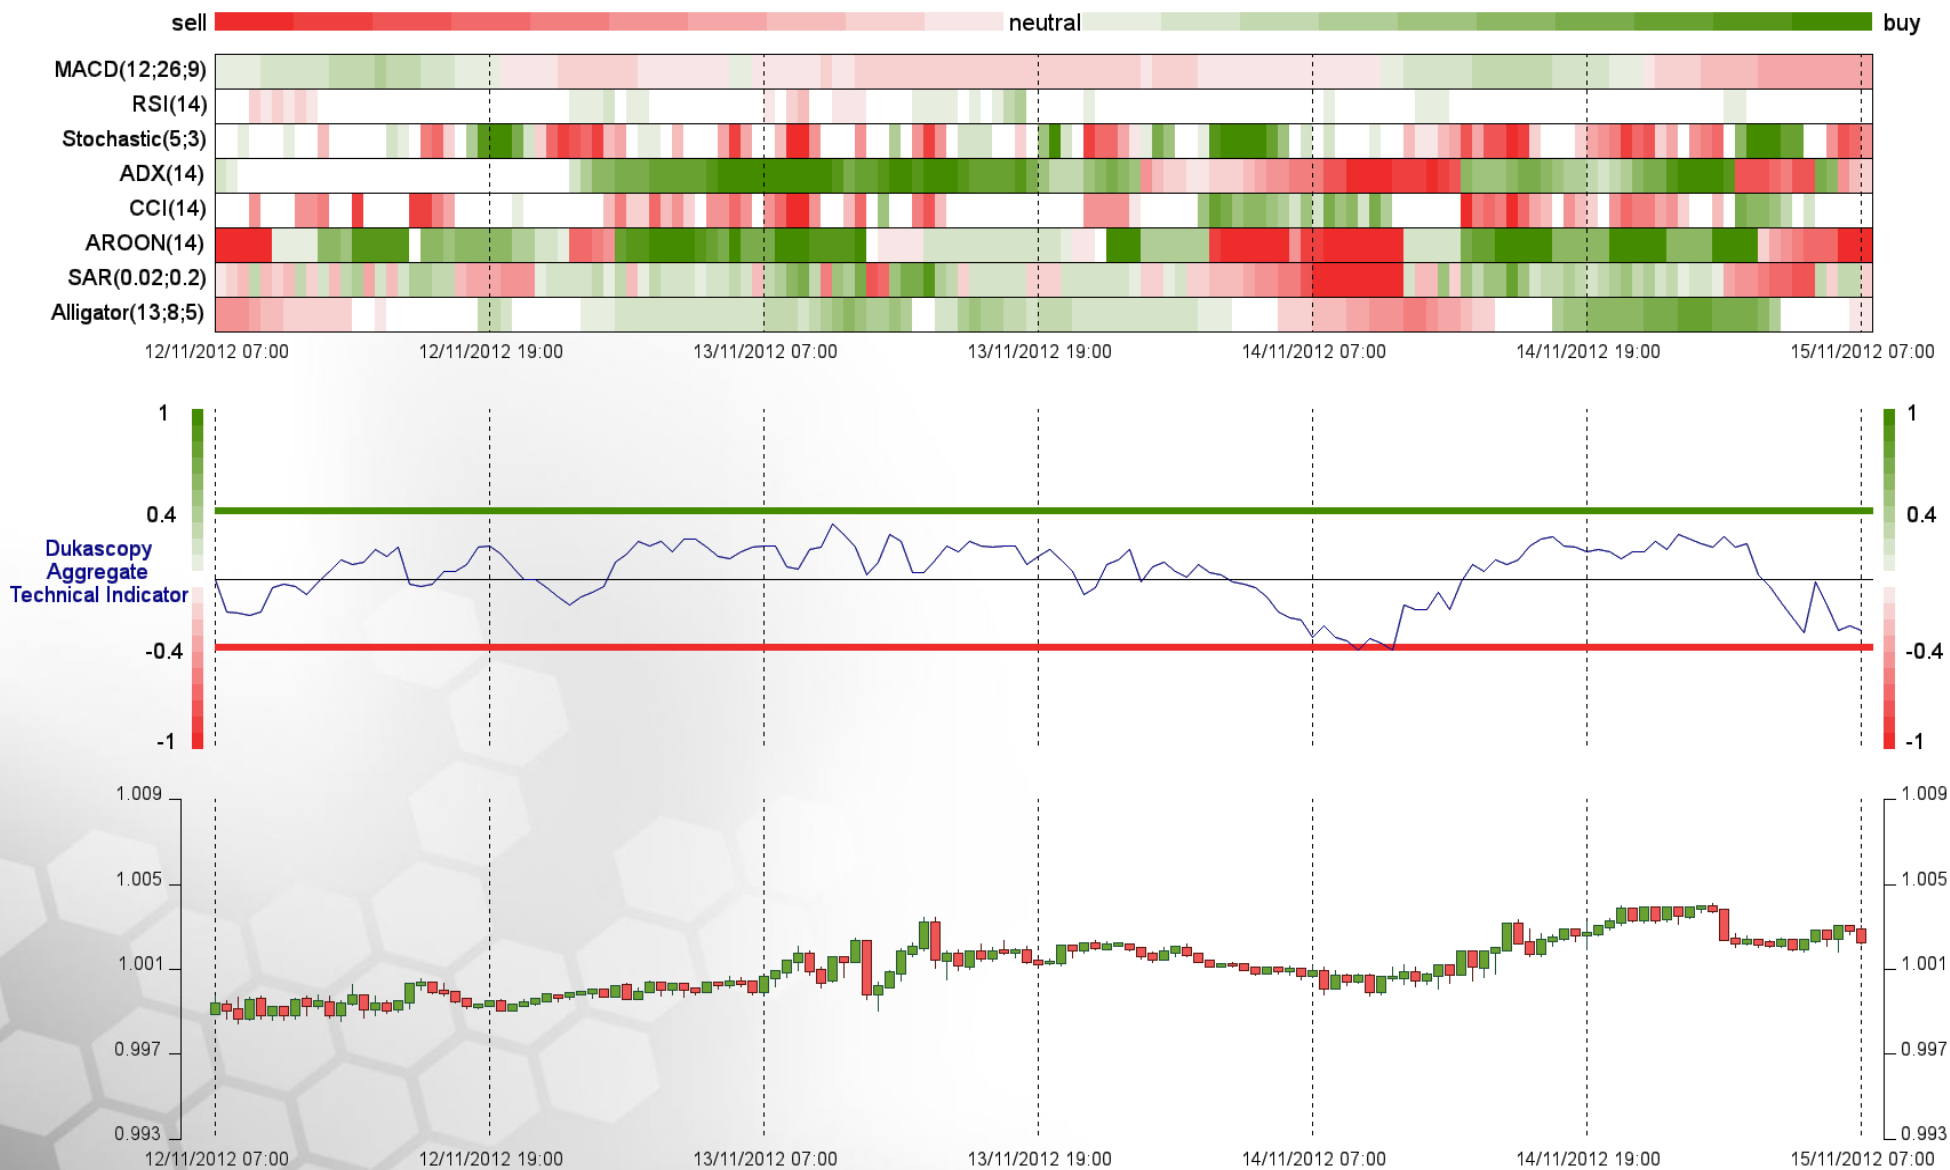 sell neutral buy
MACD(12;26;9)
RSI(14)
Stochastic(5;3)
ADX(14)
CCI(14)
AROON(14)
SAR(0.02;0.2)
Alligator(13;8;5)
12/11/2012 07:00 12/11/2012 19:00 13/11/2012 07:00 13/11/2012 19:00 14/11/2012 07:00 14/11/2012 19:00 15/11/2012 07:00
1 1
0.4 0.4
Dukascopy
Aggregate
Technical Indicator
-0.4 -0.4
-1 -1
1.009 1.009
1.005 1.005
1.001 1.001
0.997 0.997
0.993 0.993
12/11/2012 07:00 12/11/2012 19:00 13/11/2012 07:00 13/11/2012 19:00 14/11/2012 07:00 14/11/2012 19:00 15/11/2012 07:00